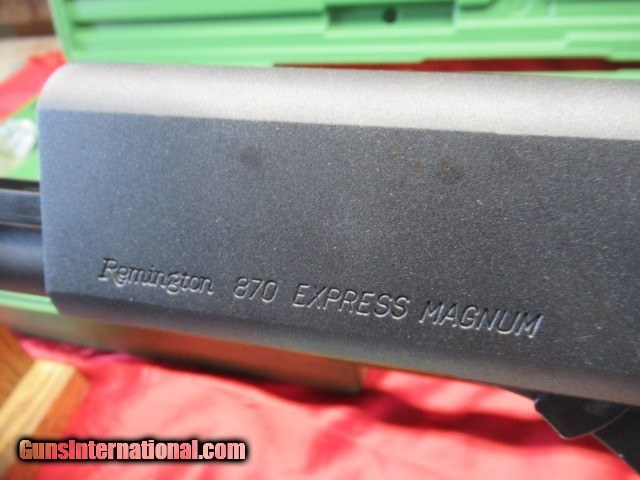 Remington 870 EXPRESS MAGNUM
GunsInternational.com